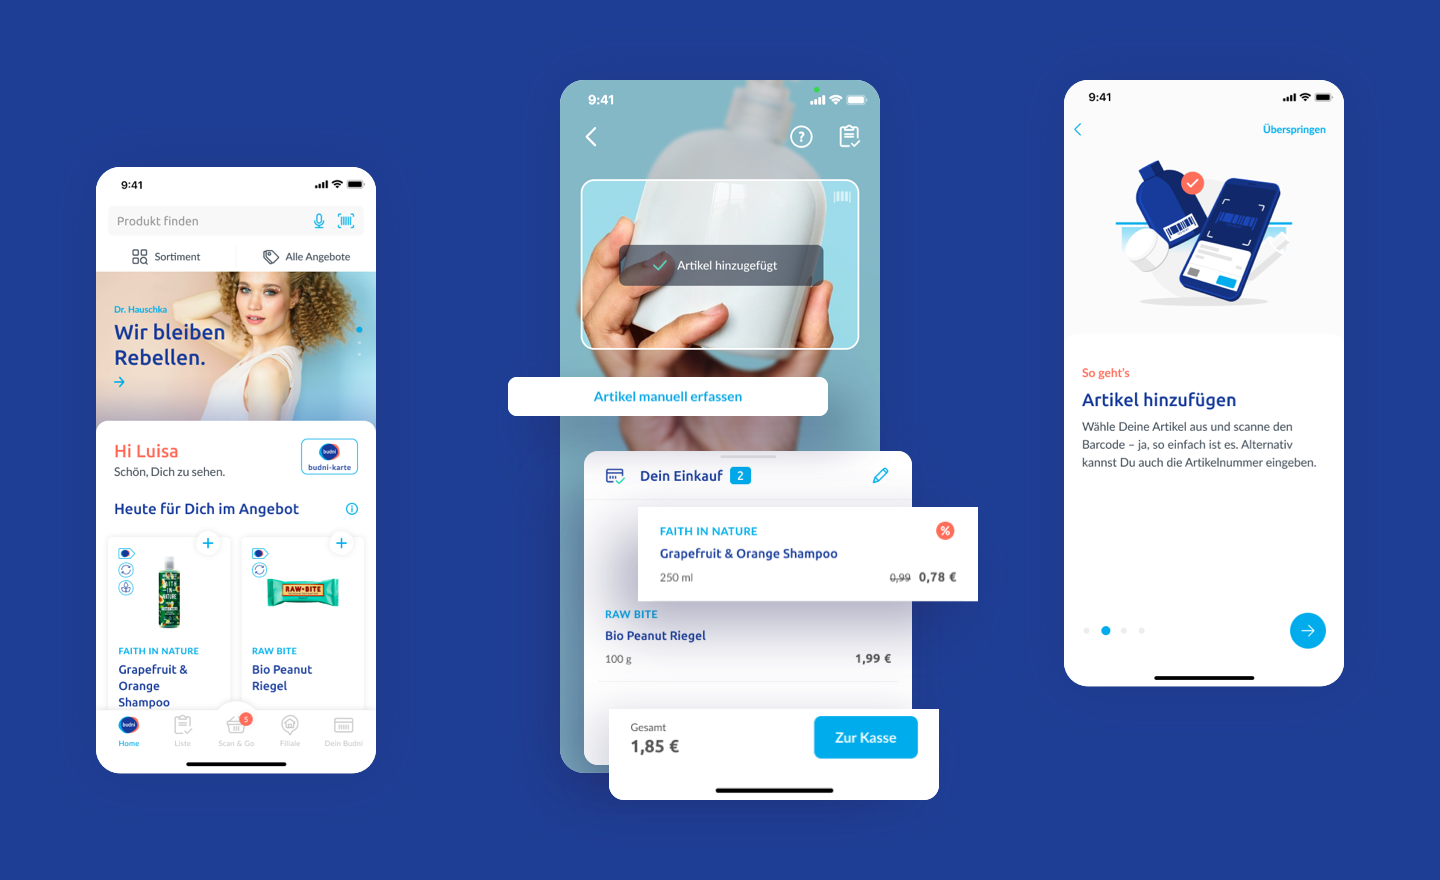 9:41
Produkt finden
Sortiment
Alle Angebote
Dr. Hauschka
Wir bleiben
Rebellen.
Hi Luisa
Schön, Dich zu sehen.
budni
budni-karte
Heute für Dich im Angebot
FAITH IN NATURE
Grapefruit &
Orange
Shampoo
RAW-BITE
RAW BITE
Bio Peanut
Riegel
budni
5
Home
Liste
Scan & Go
Filiale
Dein Budni
9:41
?
Artikel hinzugefügt
Artikel manuell erfassen
Dein Einkauf 2
FAITH IN NATURE
%
Grapefruit & Orange Shampoo
250 ml
0,99 0,78 €
RAW BITE
Bio Peanut Riegel
100 g
1,99 €
Gesamt
1,85 €
Zur Kasse
9:41
Überspringen
So geht's
Artikel hinzufügen
Wähle Deine Artikel aus und scanne den
Barcode – ja, so einfach ist es. Alternativ
kannst Du auch die Artikelnummer eingeben.